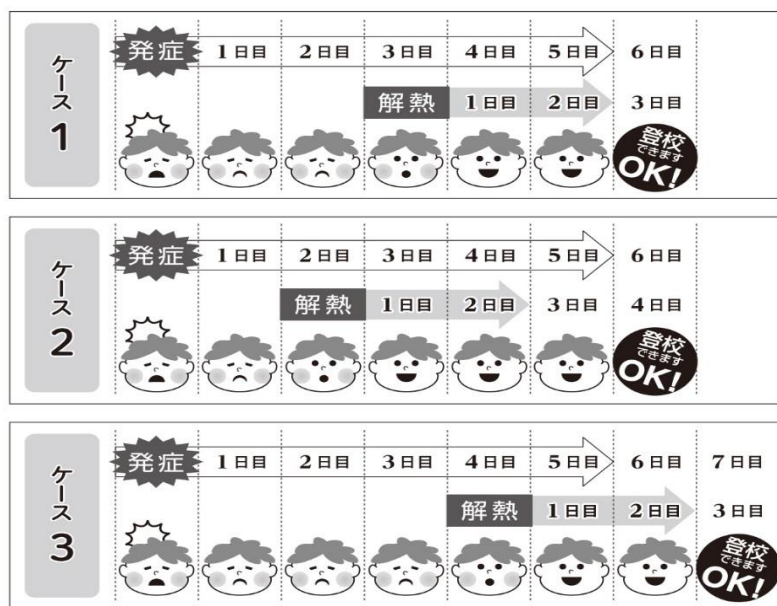 ケース1
発症 1日目 2日目 3日目 4日目 5日目 6日目
解熱 1日目 2日目 3日目
登校
できます
OK!
ケース2
発症 1日目 2日目 3日目 4日目 5日目 6日目
解熱 1日目 2日目 3日目 4日目
登校
できます
OK!
ケース3
発症 1日目 2日目 3日目 4日目 5日目 6日目 7日目
解熱 1日目 2日目 3日目
登校
できます
OK!